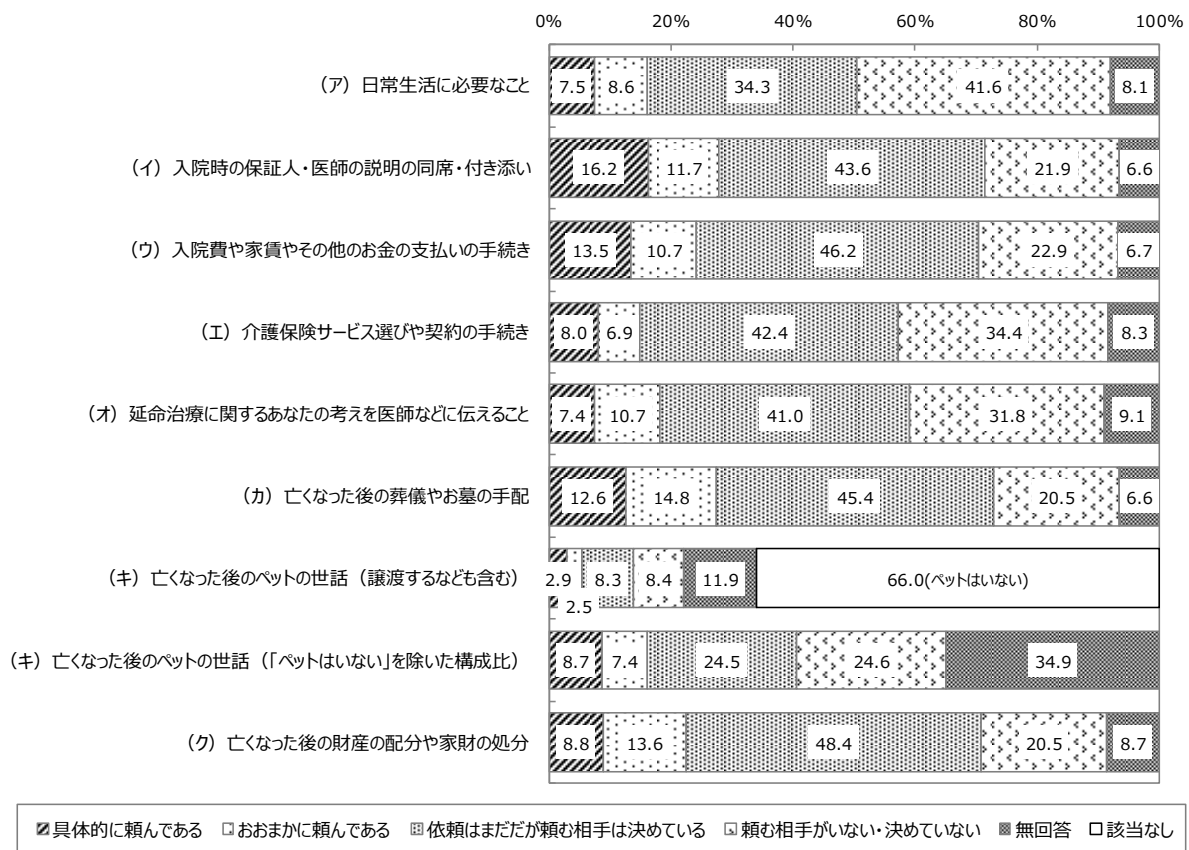 0% 20% 40% 60% 80% 100%
(ア) 日常生活に必要なこと 7.5 8.6 34.3 41.6 8.1
(イ) 入院時の保証人・医師の説明の同席・付き添い 16.2 11.7 43.6 21.9 6.6
(ウ) 入院費や家賃やその他のお金の支払いの手続き 13.5 10.7 46.2 22.9 6.7
(エ) 介護保険サービス選びや契約の手続き 8.0 6.9 42.4 34.4 8.3
(オ) 延命治療に関するあなたの考えを医師などに伝えること 7.4 10.7 41.0 31.8 9.1
(カ) 亡くなった後の葬儀やお墓の手配 12.6 14.8 45.4 20.5 6.6
(キ) 亡くなった後のペットの世話（譲渡するなども含む） 2.9 2.5 8.3 8.4 11.9 66.0(ペットはいない)
(キ) 亡くなった後のペットの世話（「ペットはいない」を除いた構成比） 8.7 7.4 24.5 24.6 34.9
(ク) 亡くなった後の財産の配分や家財の処分 8.8 13.6 48.4 20.5 8.7
具体的に頼んである おおまかに頼んである 依頼はまだだが頼む相手は決めている 頼む相手がいない・決めていない 無回答 該当なし